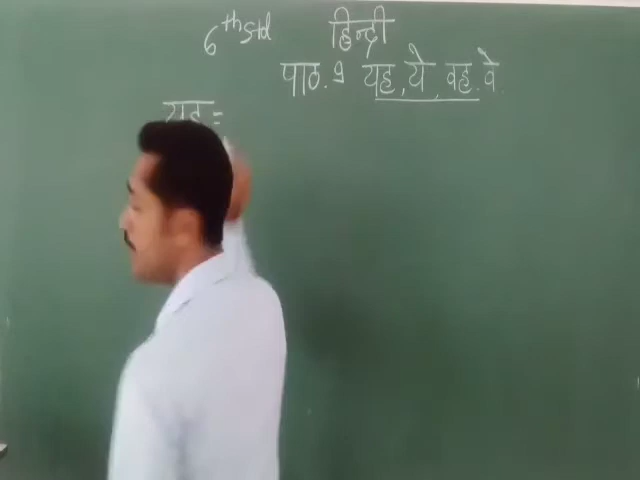 6th Std हिन्दी
पाठ. 9 यह, ये, वह, वे.
यह =